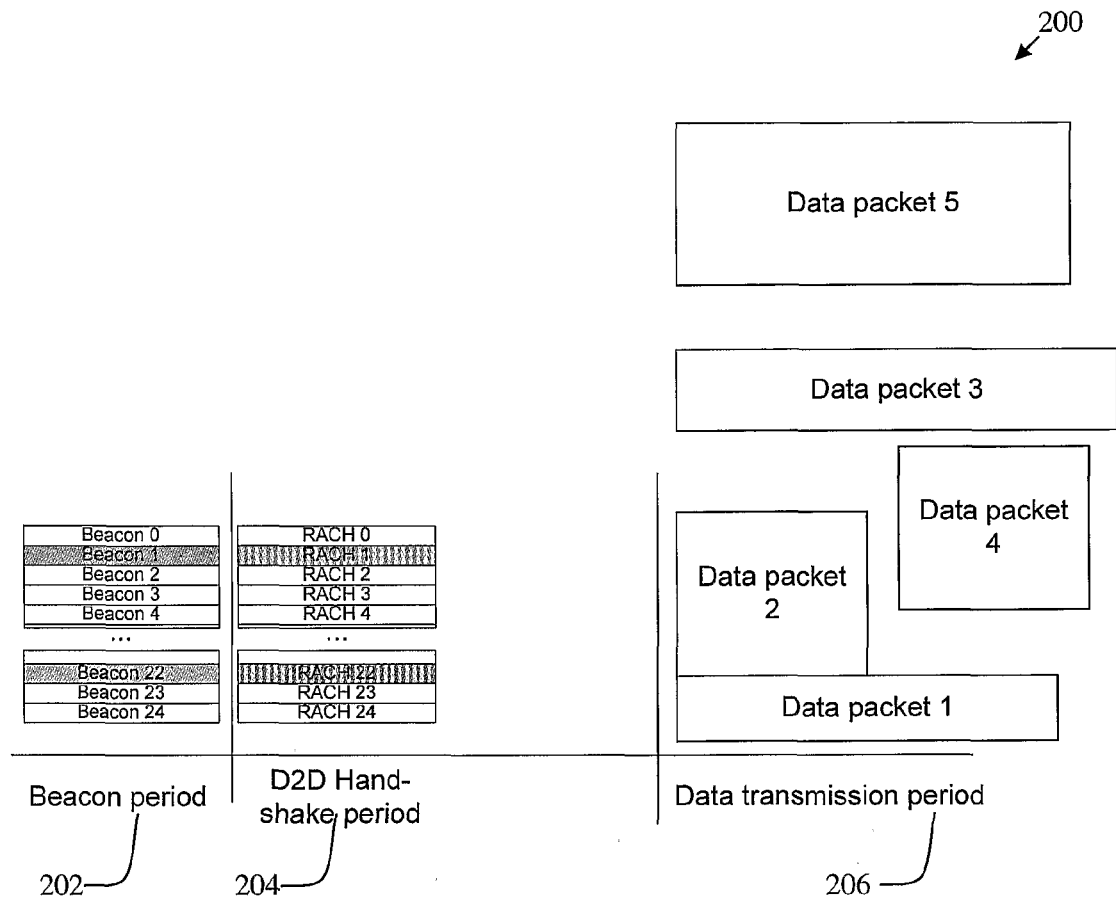 200
Data packet 5
Data packet 3
Data packet
4
Data packet
2
Data packet 1
Beacon 0
Beacon 1
Beacon 2
Beacon 3
Beacon 4
...
Beacon 22
Beacon 23
Beacon 24
RACH 0
RACH 1
RACH 2
RACH 3
RACH 4
...
RACH 22
RACH 23
RACH 24
Beacon period
D2D Hand-
shake period
Data transmission period
202
204
206